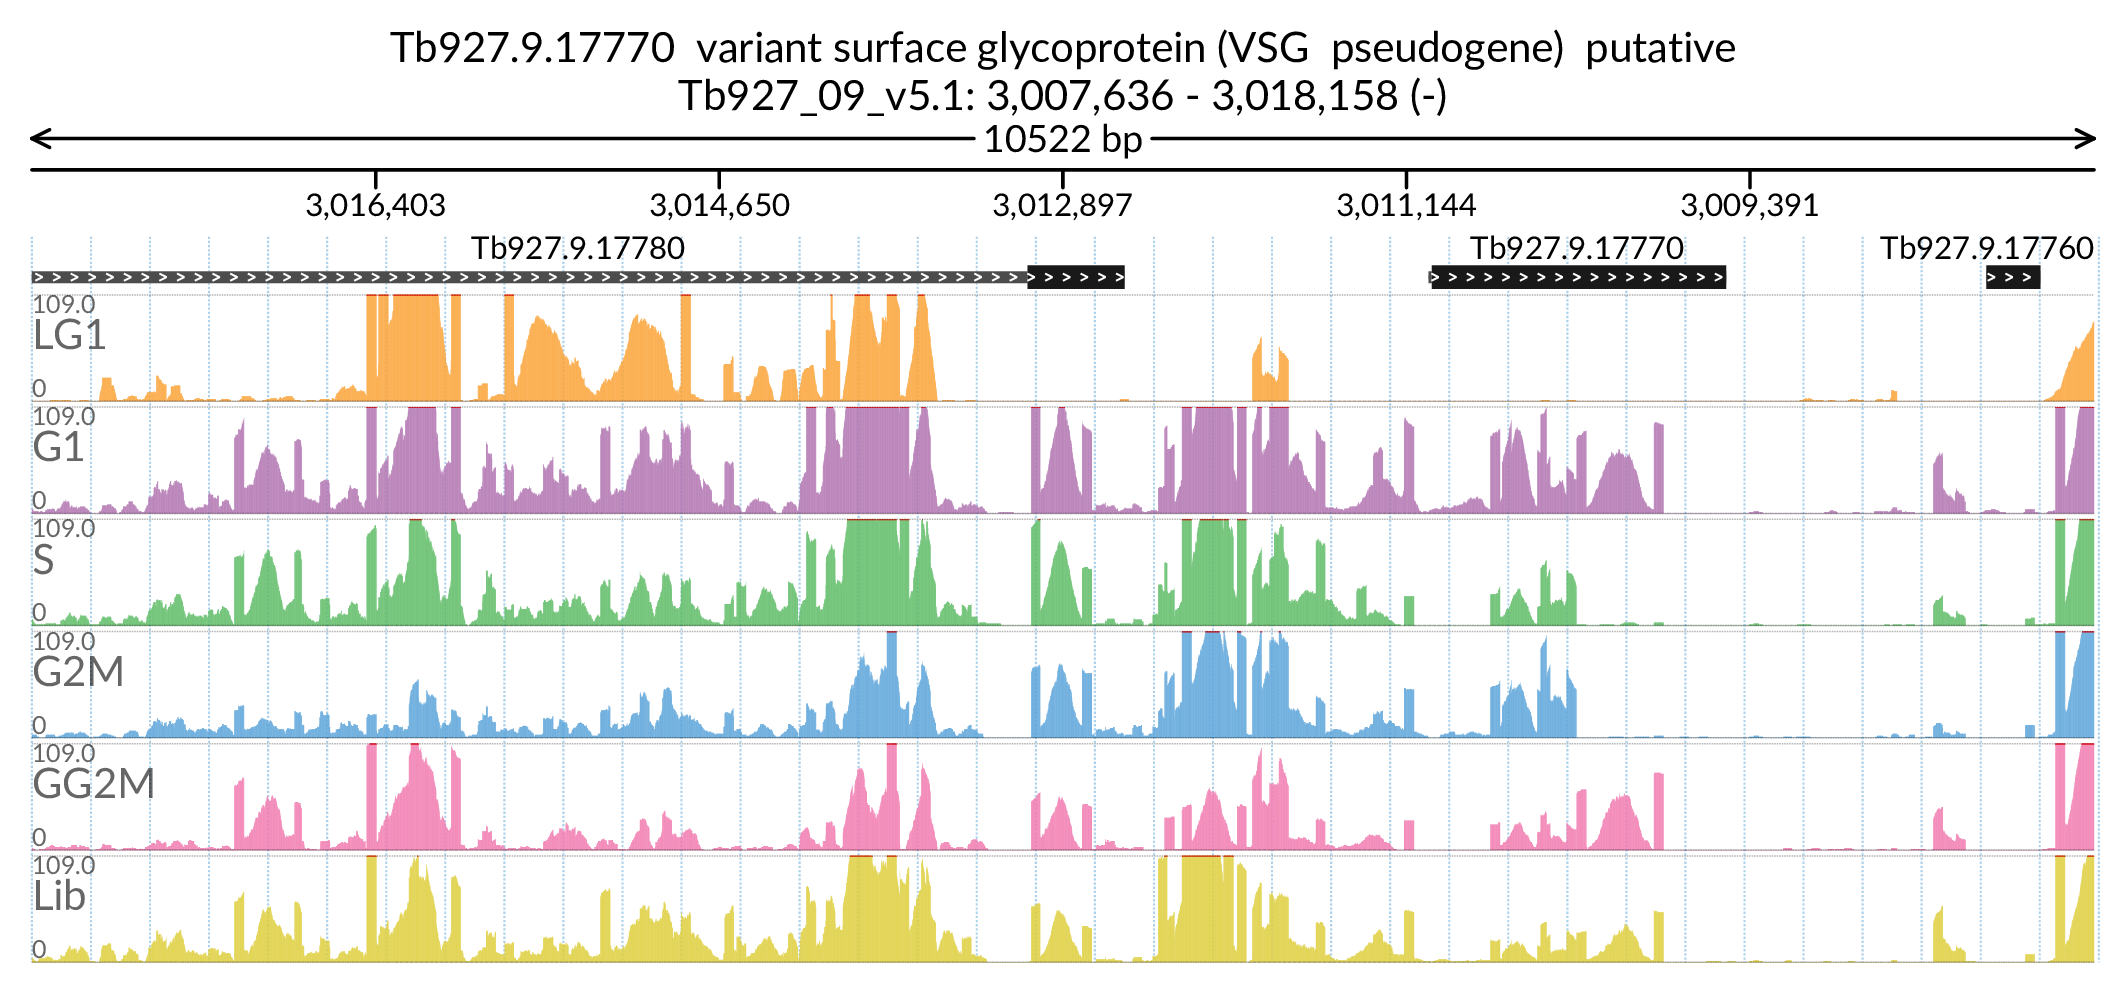 Tb927.9.17770  variant surface glycoprotein (VSG  pseudogene)  putative
Tb927_09_v5.1: 3,007,636 - 3,018,158 (-)
10522 bp
3,016,403 3,014,650 3,012,897 3,011,144 3,009,391
Tb927.9.17780 Tb927.9.17770 Tb927.9.17760
109.0
LG1
0
109.0
G1
0
109.0
S
0
109.0
G2M
0
109.0
GG2M
0
109.0
Lib
0